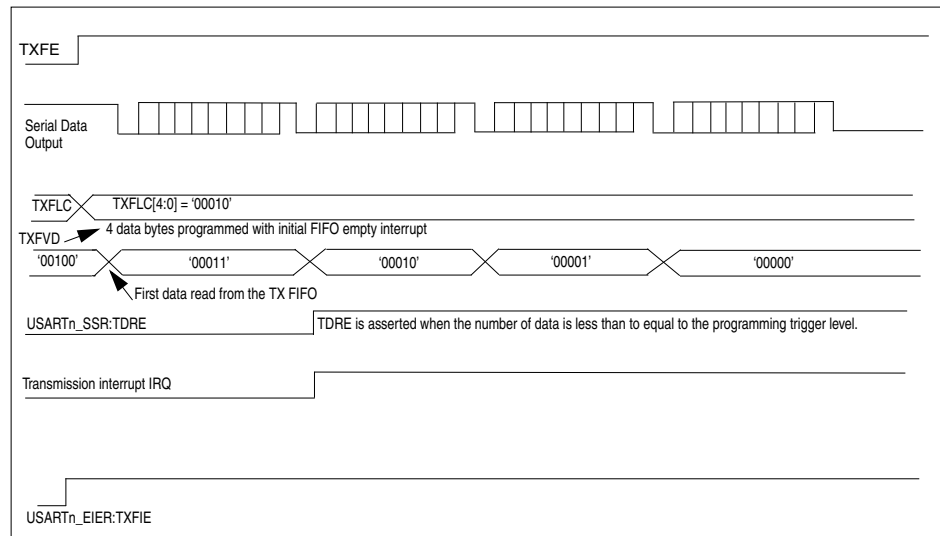 TXFE
Serial Data
Output
TXFLC
TXFLC[4:0] = '00010'
TXFVD
4 data bytes programmed with initial FIFO empty interrupt
'00100'
'00011'
'00010'
'00001'
'00000'
First data read from the TX FIFO
USARTn_SSR:TDRE
TDRE is asserted when the number of data is less than to equal to the programming trigger level.
Transmission interrupt IRQ
USARTn_EIER:TXFIE